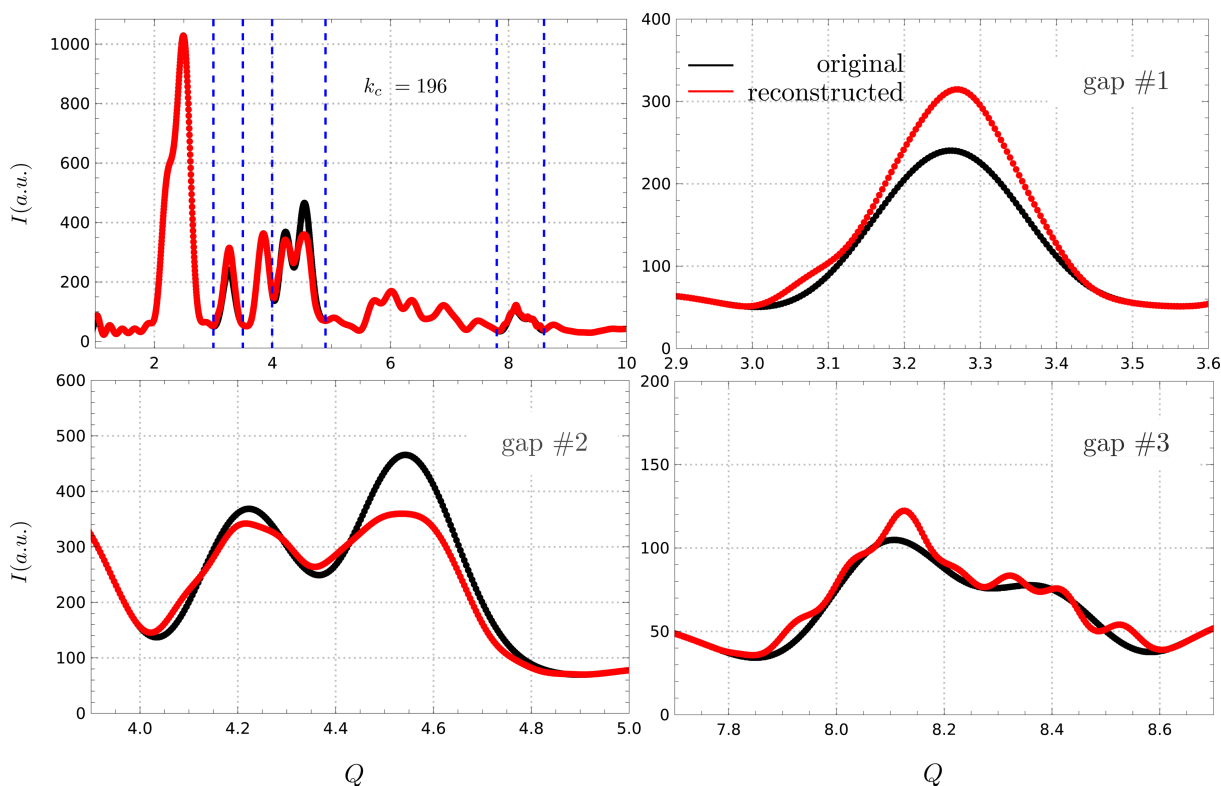 1000
800
600
400
200
0
I(a.u.)
k_c = 196
2 4 6 8 10
400
300
200
100
0
original
reconstructed
gap #1
2.9 3.0 3.1 3.2 3.3 3.4 3.5 3.6
600
500
400
300
200
100
0
I(a.u.)
gap #2
4.0 4.2 4.4 4.6 4.8 5.0
Q
200
150
100
50
0
gap #3
7.8 8.0 8.2 8.4 8.6
Q